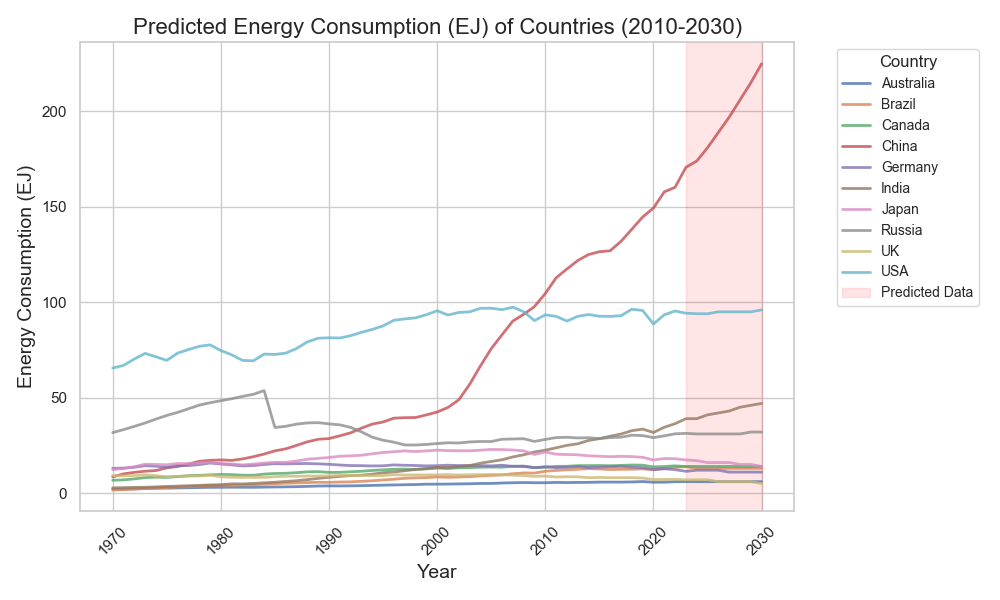 Predicted Energy Consumption (EJ) of Countries (2010-2030)
Energy Consumption (EJ)
200
150
100
50
0
1970
1980
1990
2000
2010
2020
2030
Year
Country
Australia
Brazil
Canada
China
Germany
India
Japan
Russia
UK
USA
Predicted Data